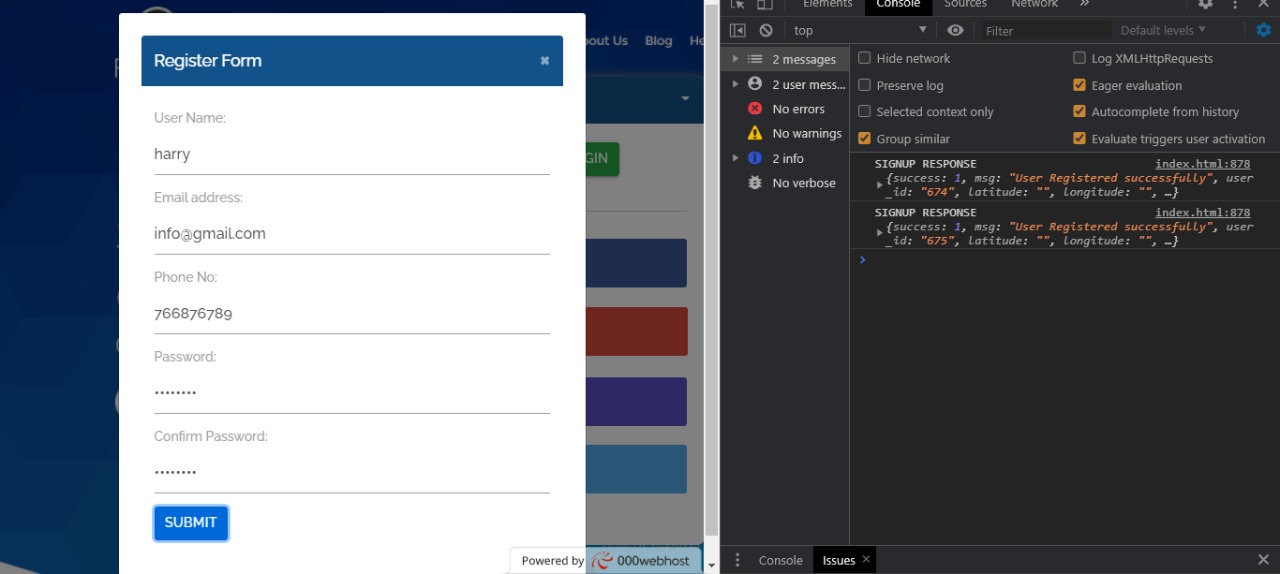 Register Form ×
User Name:
harry
Email address:
info@gmail.com
Phone No:
766876789
Password:
••••••••
Confirm Password:
••••••••
SUBMIT
out Us Blog
GIN
Powered by 000webhost
Elements Console Sources Network »
top Filter Default levels
2 messages
2 user mess...
No errors
No warnings
2 info
No verbose
Hide network Log XMLHttpRequests
Preserve log Eager evaluation
Selected context only Autocomplete from history
Group similar Evaluate triggers user activation
SIGNUP RESPONSE index.html:878
{success: 1, msg: "User Registered successfully", user
_id: "674", latitude: "", longitude: "", …}
SIGNUP RESPONSE index.html:878
{success: 1, msg: "User Registered successfully", user
_id: "675", latitude: "", longitude: "", …}
Console Issues ×